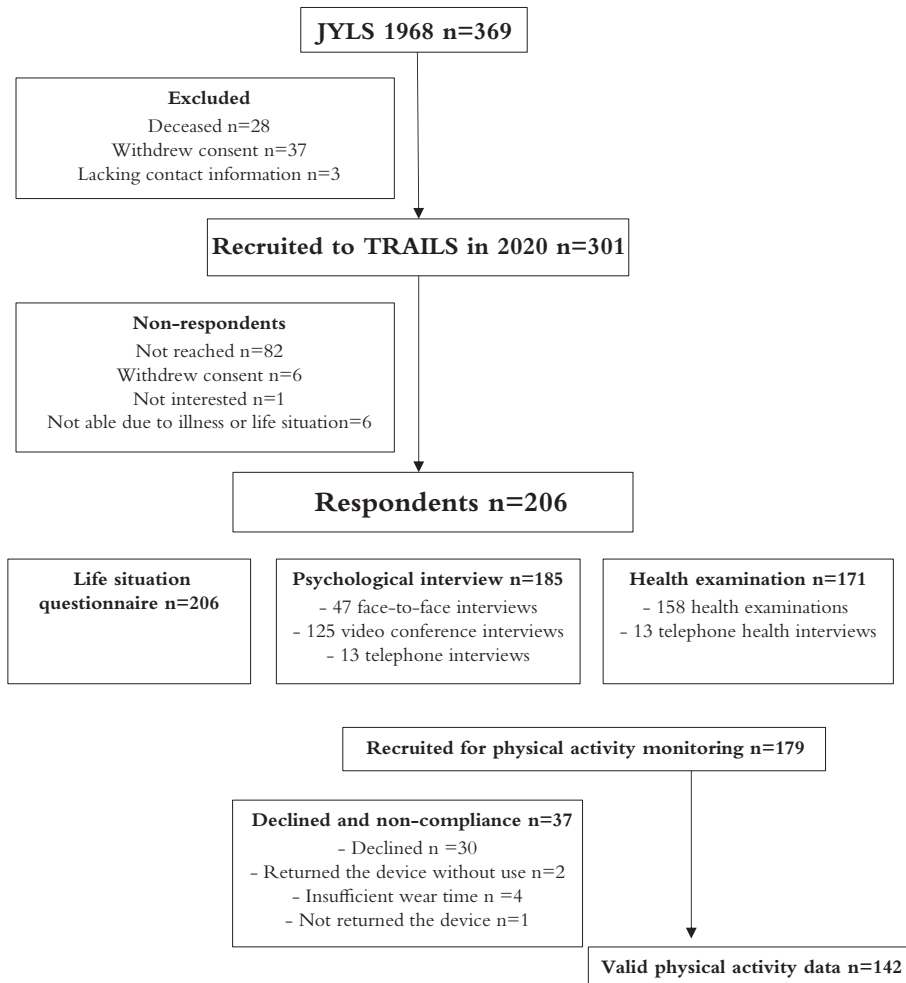 JYLS 1968 n=369
Excluded
Deceased n=28
Withdrew consent n=37
Lacking contact information n=3
Recruited to TRAILS in 2020 n=301
Non-respondents
Not reached n=82
Withdrew consent n=6
Not interested n=1
Not able due to illness or life situation=6
Respondents n=206
Life situation
questionnaire n=206
Psychological interview n=185
- 47 face-to-face interviews
- 125 video conference interviews
- 13 telephone interviews
Health examination n=171
- 158 health examinations
- 13 telephone health interviews
Recruited for physical activity monitoring n=179
Declined and non-compliance n=37
- Declined n =30
- Returned the device without use n=2
- Insufficient wear time n =4
- Not returned the device n=1
Valid physical activity data n=142